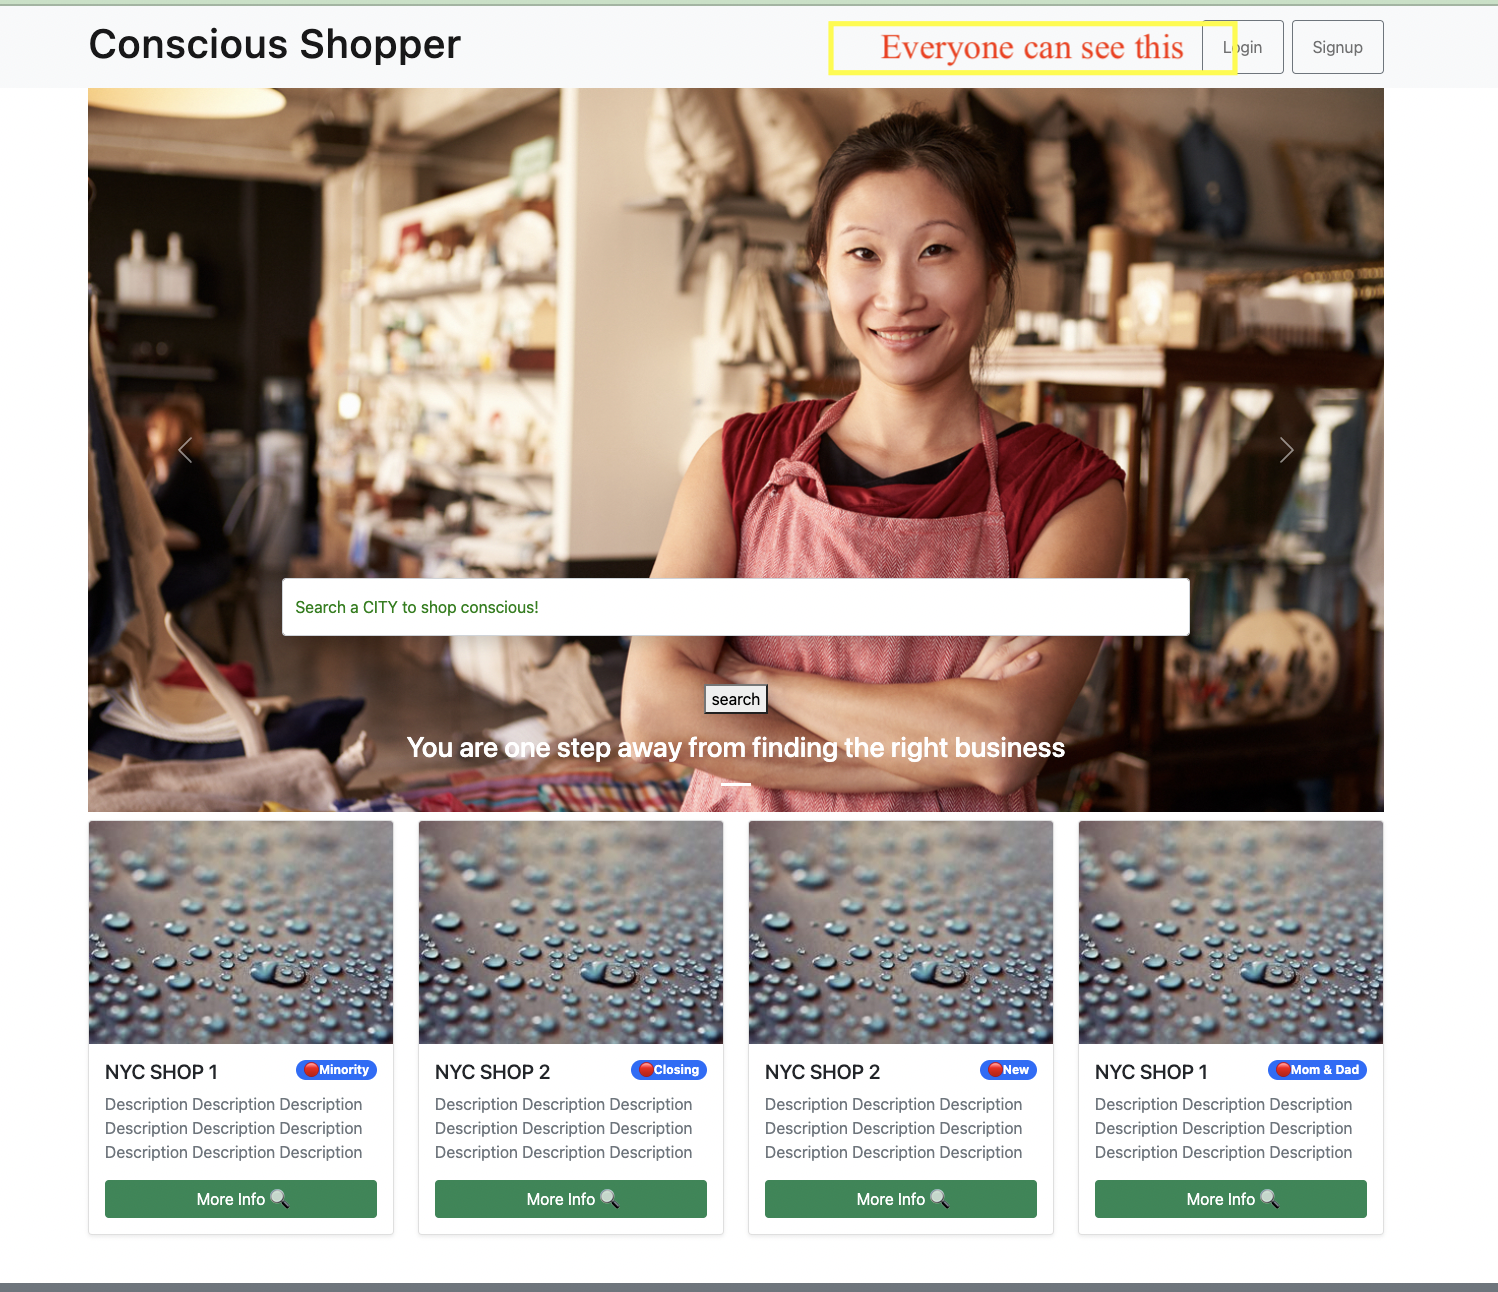 Conscious Shopper
Everyone can see this
Login
Signup
Search a CITY to shop conscious!
search
You are one step away from finding the right business
NYC SHOP 1
Minority
Description Description Description
Description Description Description
Description Description Description
More Info
NYC SHOP 2
Closing
Description Description Description
Description Description Description
Description Description Description
More Info
NYC SHOP 2
New
Description Description Description
Description Description Description
Description Description Description
More Info
NYC SHOP 1
Mom & Dad
Description Description Description
Description Description Description
Description Description Description
More Info